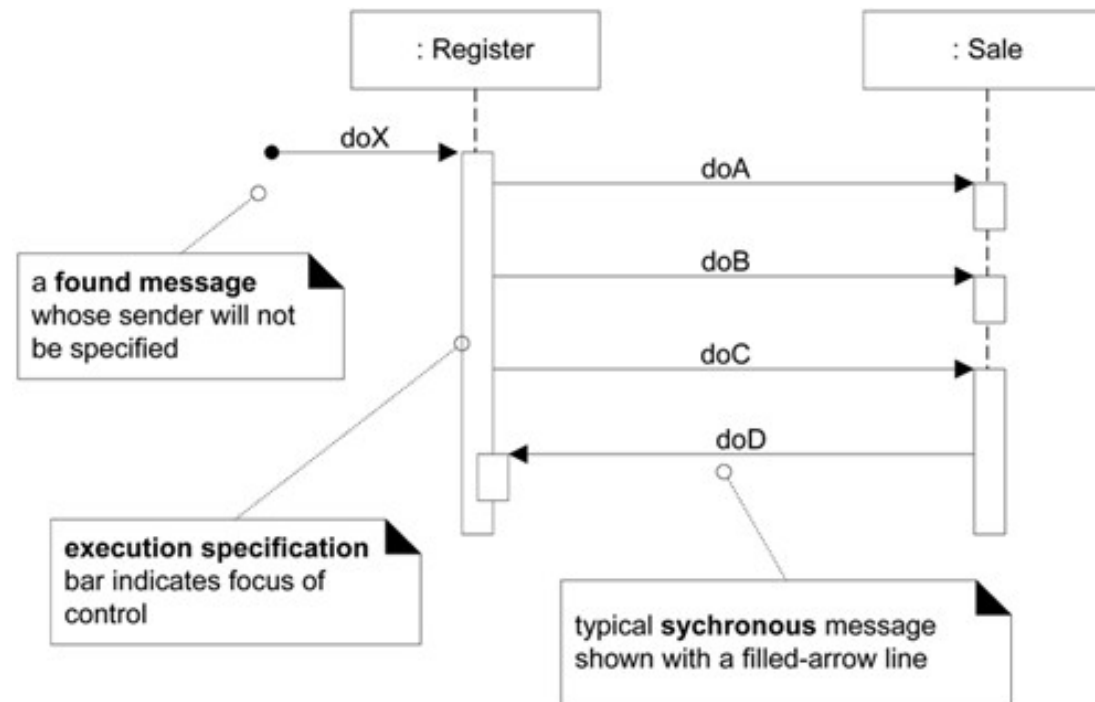 : Register
: Sale
doX
doA
a found message
whose sender will not
be specified
doB
doC
doD
execution specification
bar indicates focus of
control
typical sychronous message
shown with a filled-arrow line